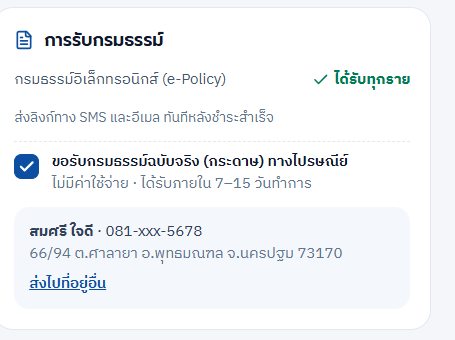 การรับกรมธรรม์
กรมธรรม์อิเล็กทรอนิกส์ (e-Policy) ได้รับทุกราย
ส่งลิงก์ทาง SMS และอีเมล ทันทีหลังชำระสำเร็จ
ขอรับกรมธรรม์ฉบับจริง (กระดาษ) ทางไปรษณีย์
ไม่มีค่าใช้จ่าย · ได้รับภายใน 7–15 วันทำการ
สมศรี ใจดี · 081-xxx-5678
66/94 ต.ศาลายา อ.พุทธมณฑล จ.นครปฐม 73170
ส่งไปที่อยู่อื่น